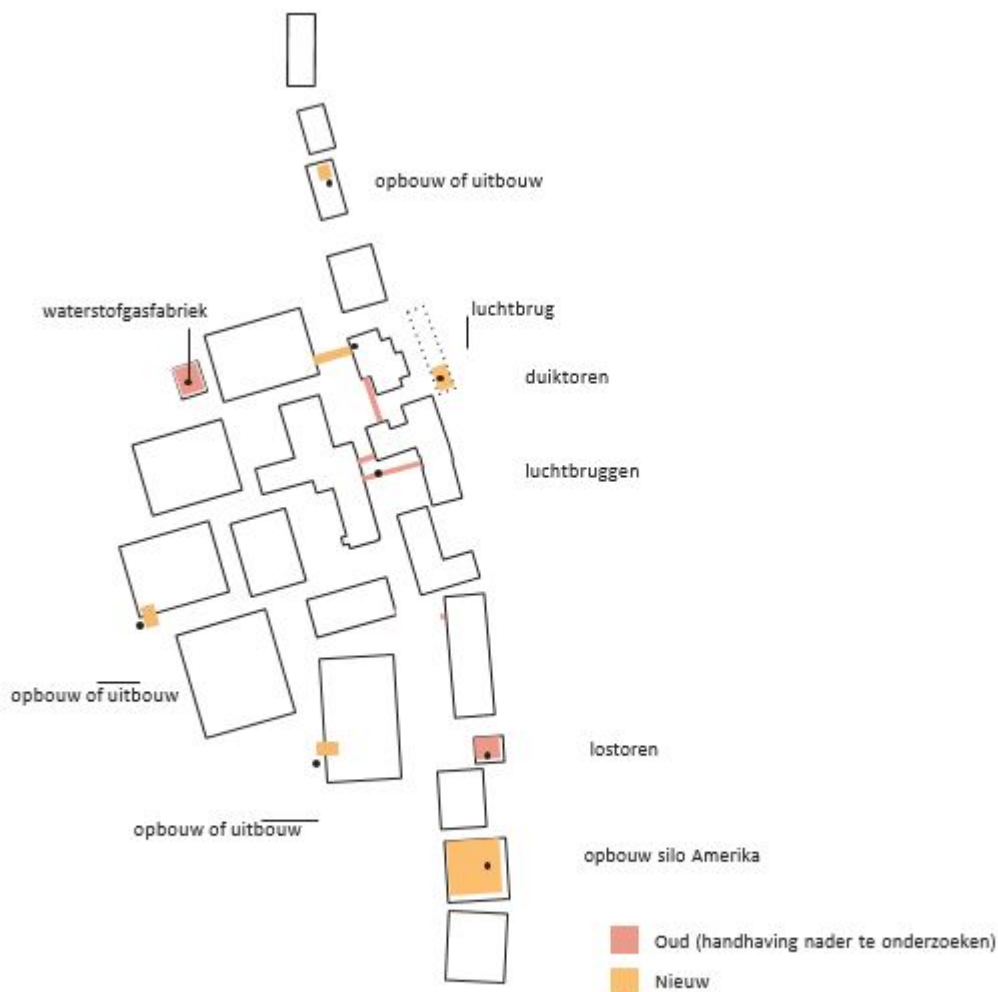 opbouw of uitbouw
waterstofgasfabriek
luchtbrug
duiktoren
luchtbruggen
opbouw of uitbouw
lostoren
opbouw of uitbouw
opbouw silo Amerika
Oud (handhaving nader te onderzoeken)
Nieuw